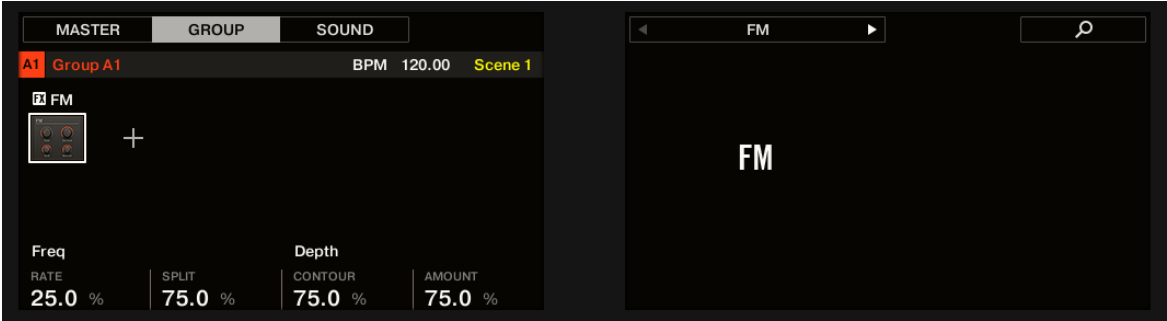 MASTER GROUP SOUND
A1 Group A1 BPM 120.00 Scene 1
FX FM
Freq Depth
RATE SPLIT CONTOUR AMOUNT
25.0 % 75.0 % 75.0 % 75.0 %
FM
FM